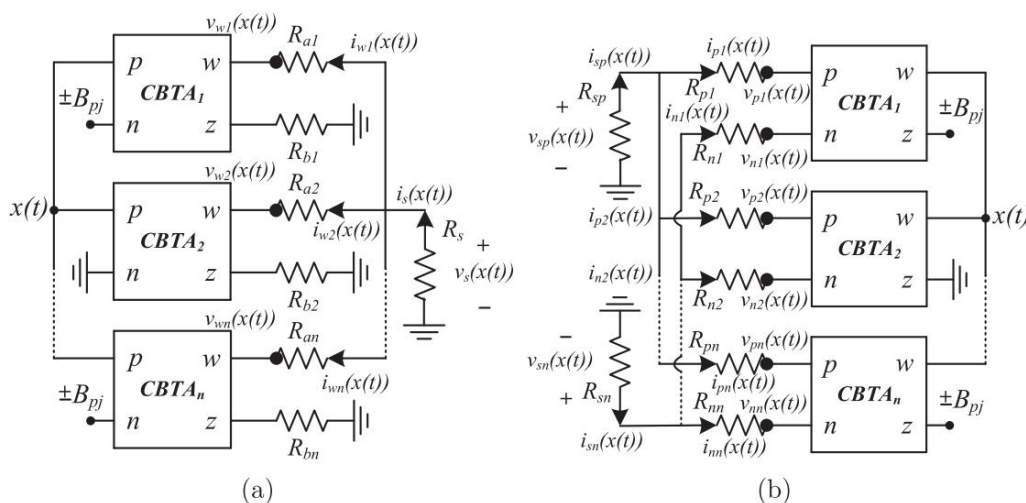 v_{w1}(x(t))
R_{a1}
i_{w1}(x(t))
p
w
CBTA_1
±B_{pj}
n
z
R_{b1}
v_{w2}(x(t))
R_{a2}
x(t)
p
w
CBTA_2
i_{w2}(x(t))
i_s(x(t))
R_s
+
v_s(x(t))
−
n
z
R_{b2}
v_{wn}(x(t))
R_{an}
p
w
CBTA_n
i_{wn}(x(t))
±B_{pj}
n
z
R_{bn}
(a)
i_{sp}(x(t))
i_{p1}(x(t))
R_{sp}
R_{p1}
v_{p1}(x(t))
p
w
CBTA_1
+
v_{sp}(x(t))
−
i_{n1}(x(t))
R_{n1}
v_{n1}(x(t))
n
z
±B_{pj}
R_{p2}
v_{p2}(x(t))
i_{p2}(x(t))
p
w
CBTA_2
x(t)
i_{n2}(x(t))
R_{n2}
v_{n2}(x(t))
n
z
−
v_{sn}(x(t))
+
R_{sn}
R_{pn}
v_{pn}(x(t))
i_{pn}(x(t))
p
w
CBTA_n
±B_{pj}
R_{nn}
v_{nn}(x(t))
n
z
i_{sn}(x(t))
i_{nn}(x(t))
(b)